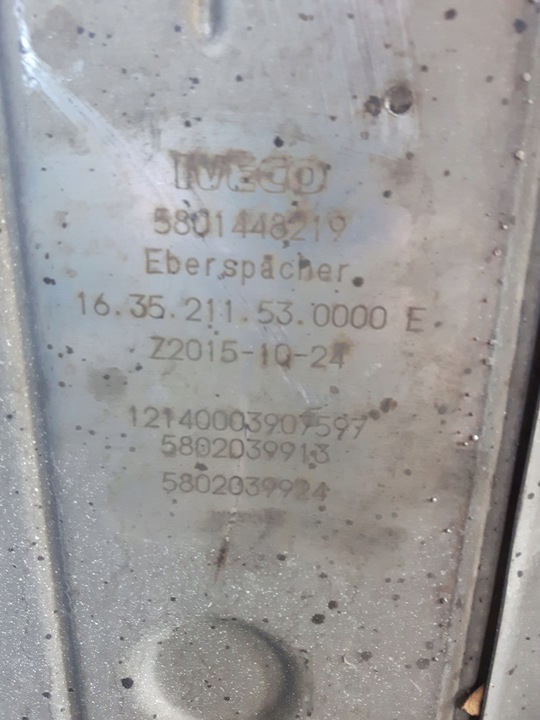 IVECO
5801448219
Eberspächer
16.35.211.53.0000 E
Z2015-10-24
12140003907597
5802039913
5802039924